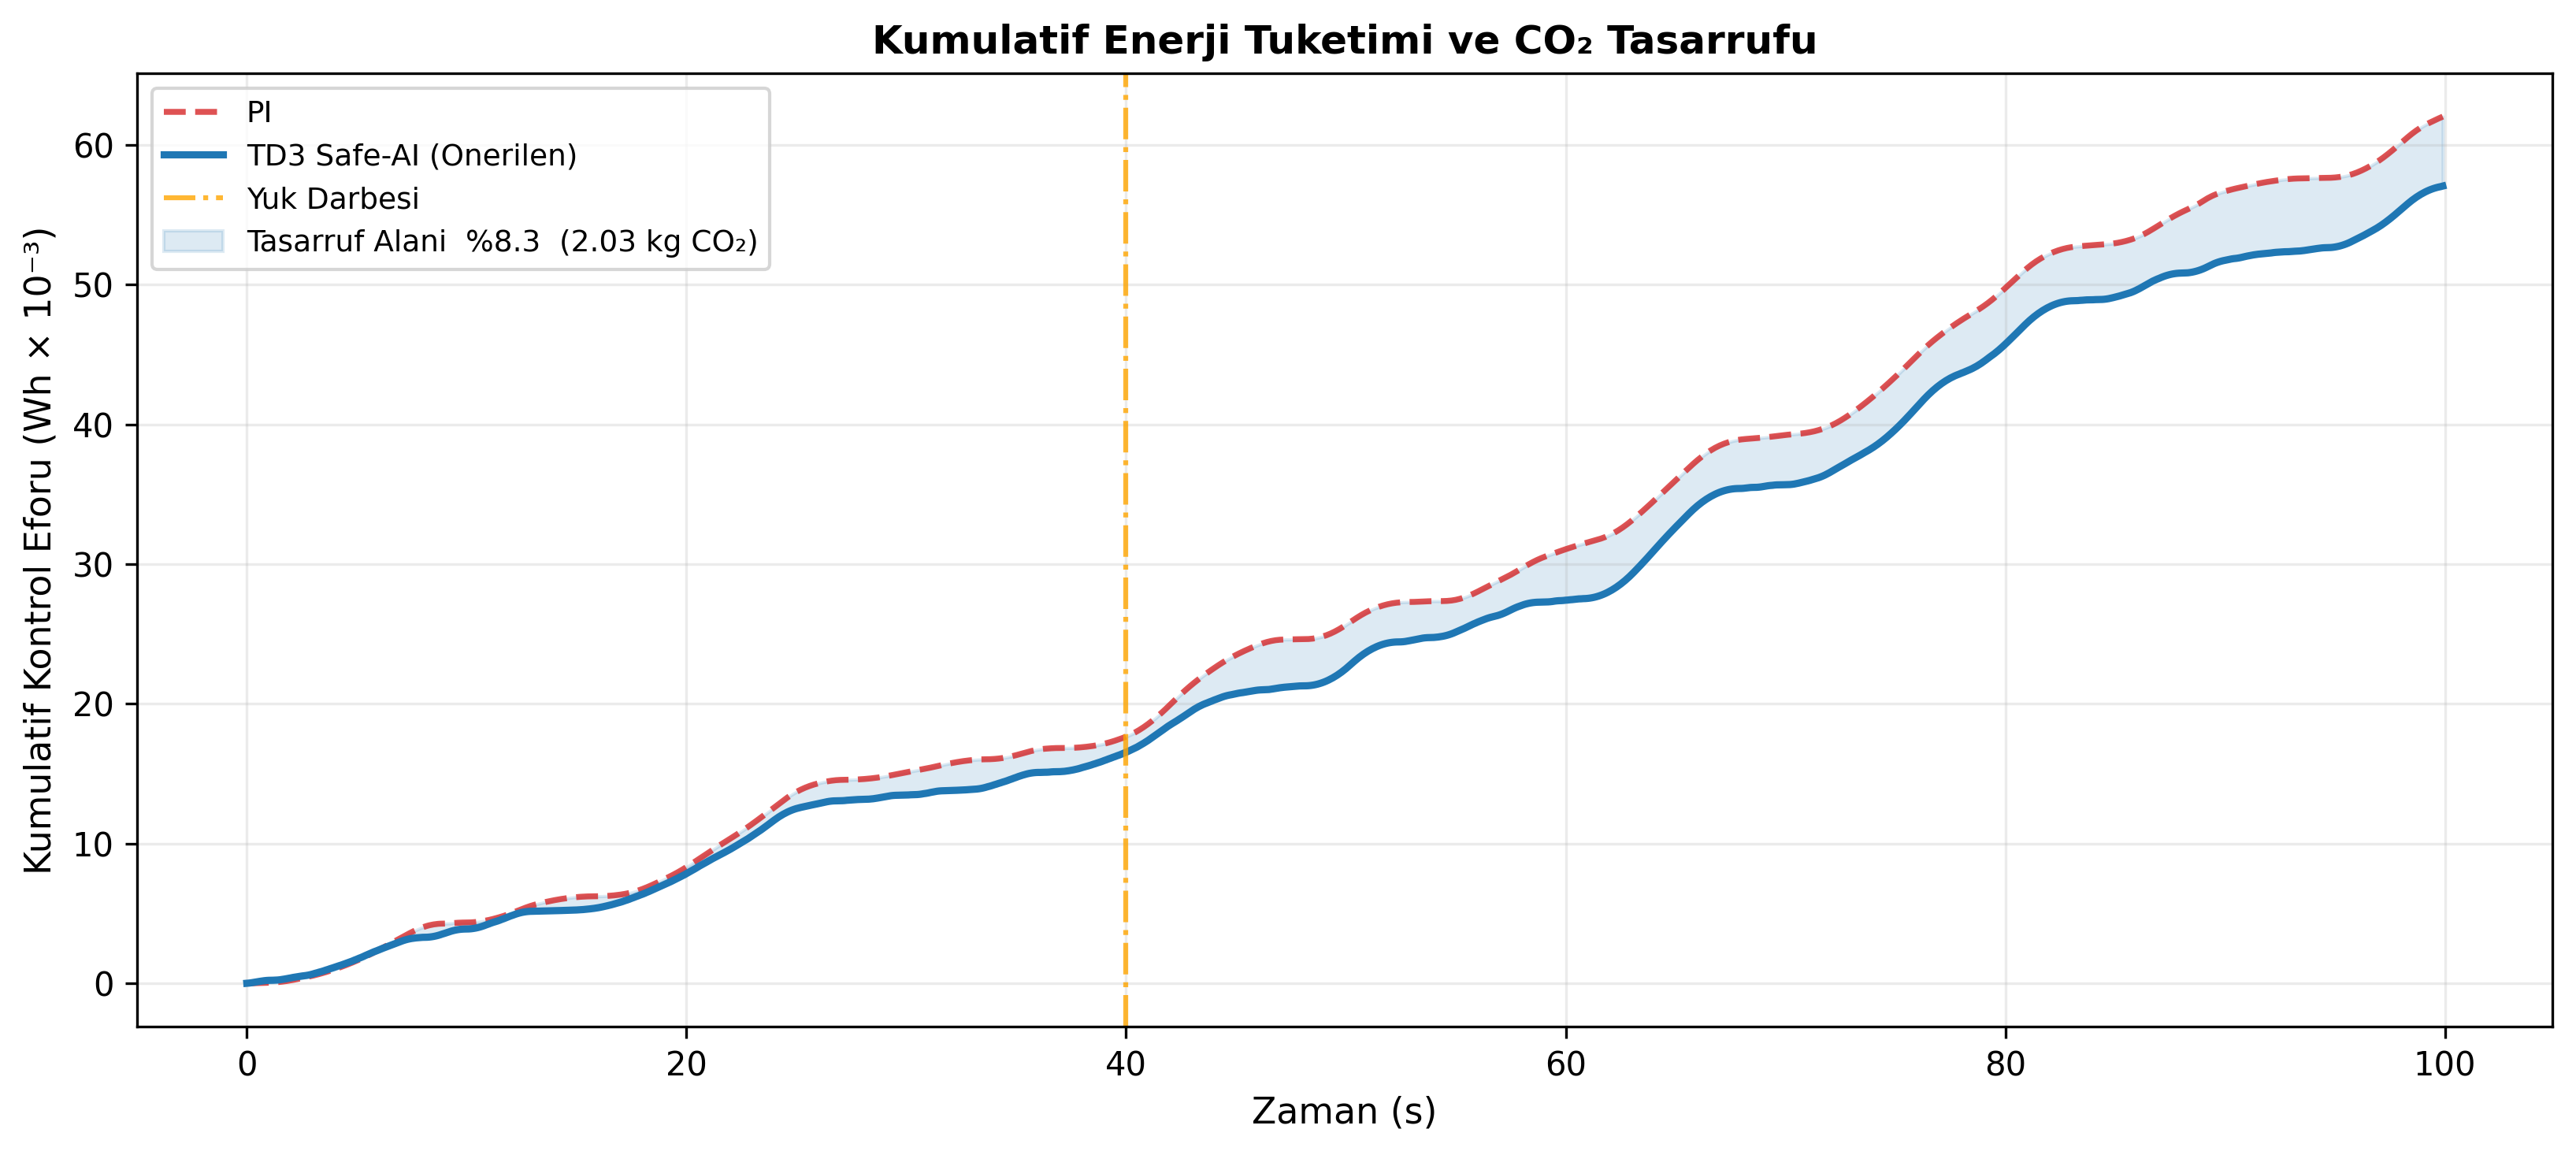 Kumulatif Enerji Tuketimi ve CO₂ Tasarrufu
PI
TD3 Safe-AI (Onerilen)
Yuk Darbesi
Tasarruf Alani  %8.3  (2.03 kg CO₂)
Kumulatif Kontrol Eforu (Wh × 10⁻³)
60
50
40
30
20
10
0
0 20 40 60 80 100
Zaman (s)